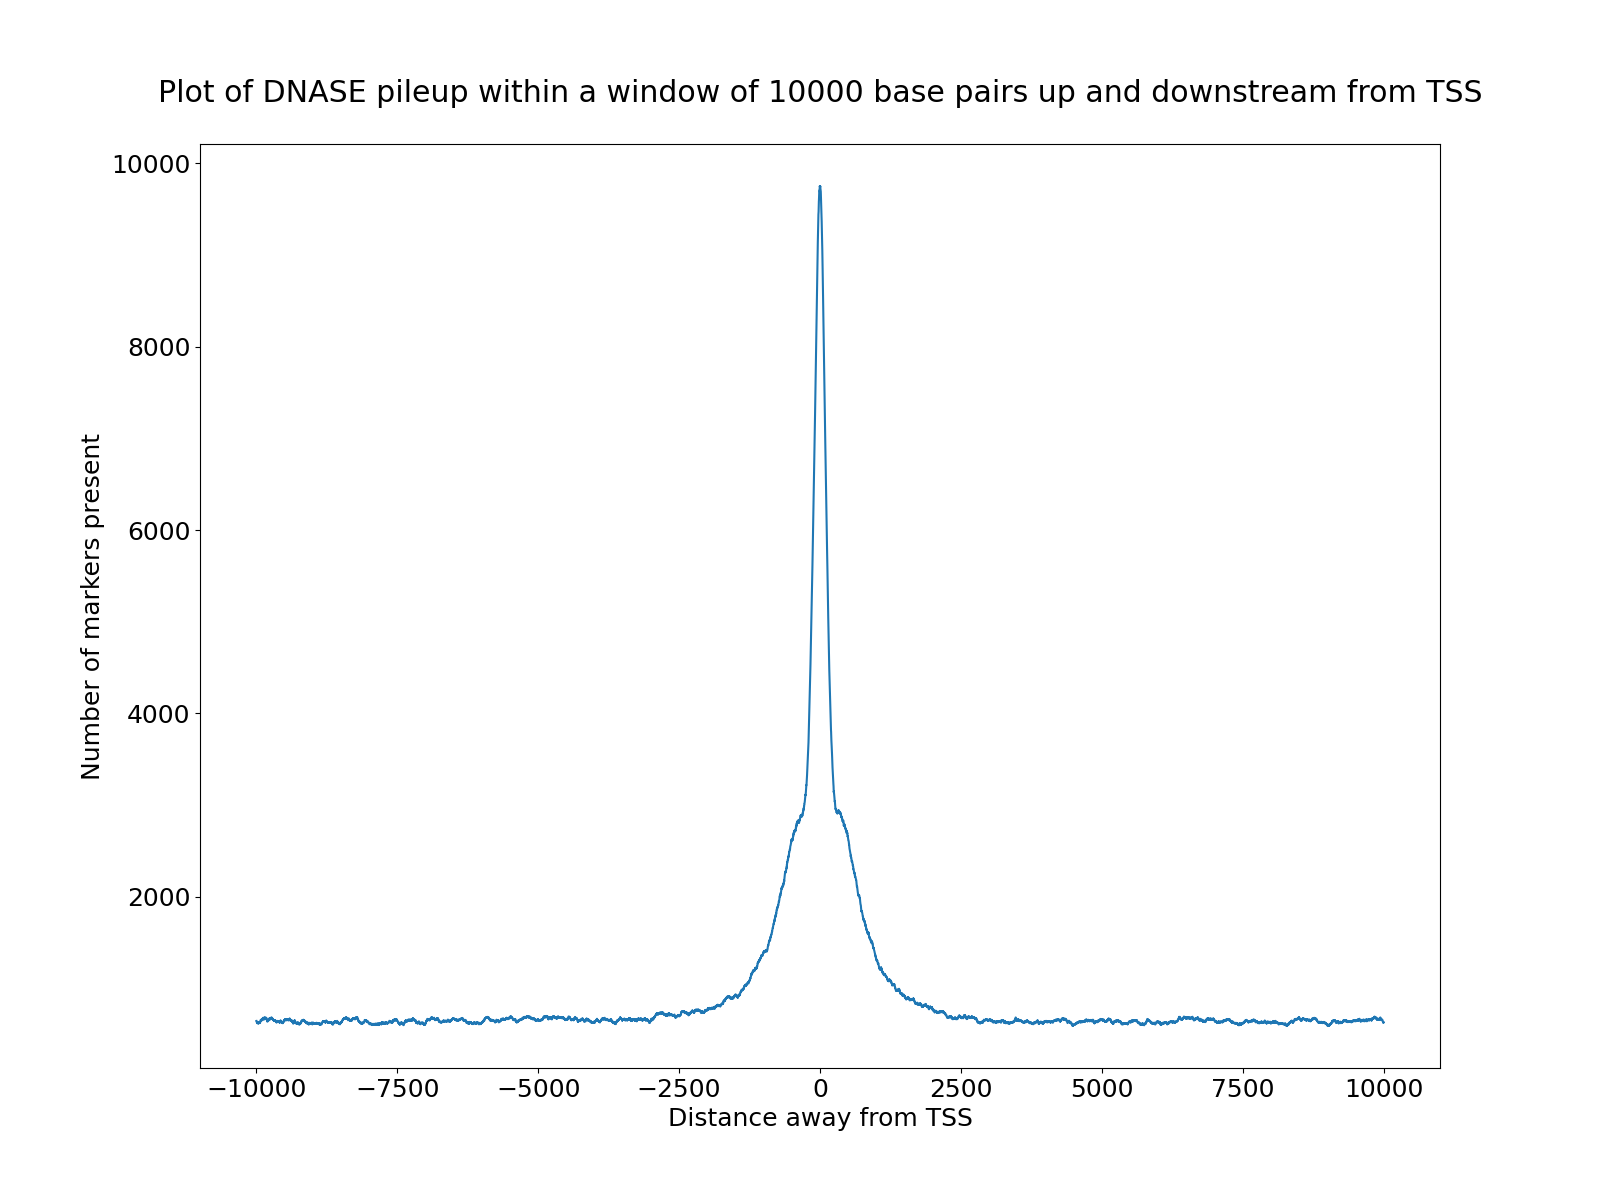 Plot of DNASE pileup within a window of 10000 base pairs up and downstream from TSS
Number of markers present
10000
8000
6000
4000
2000
−10000 −7500 −5000 −2500 0 2500 5000 7500 10000
Distance away from TSS